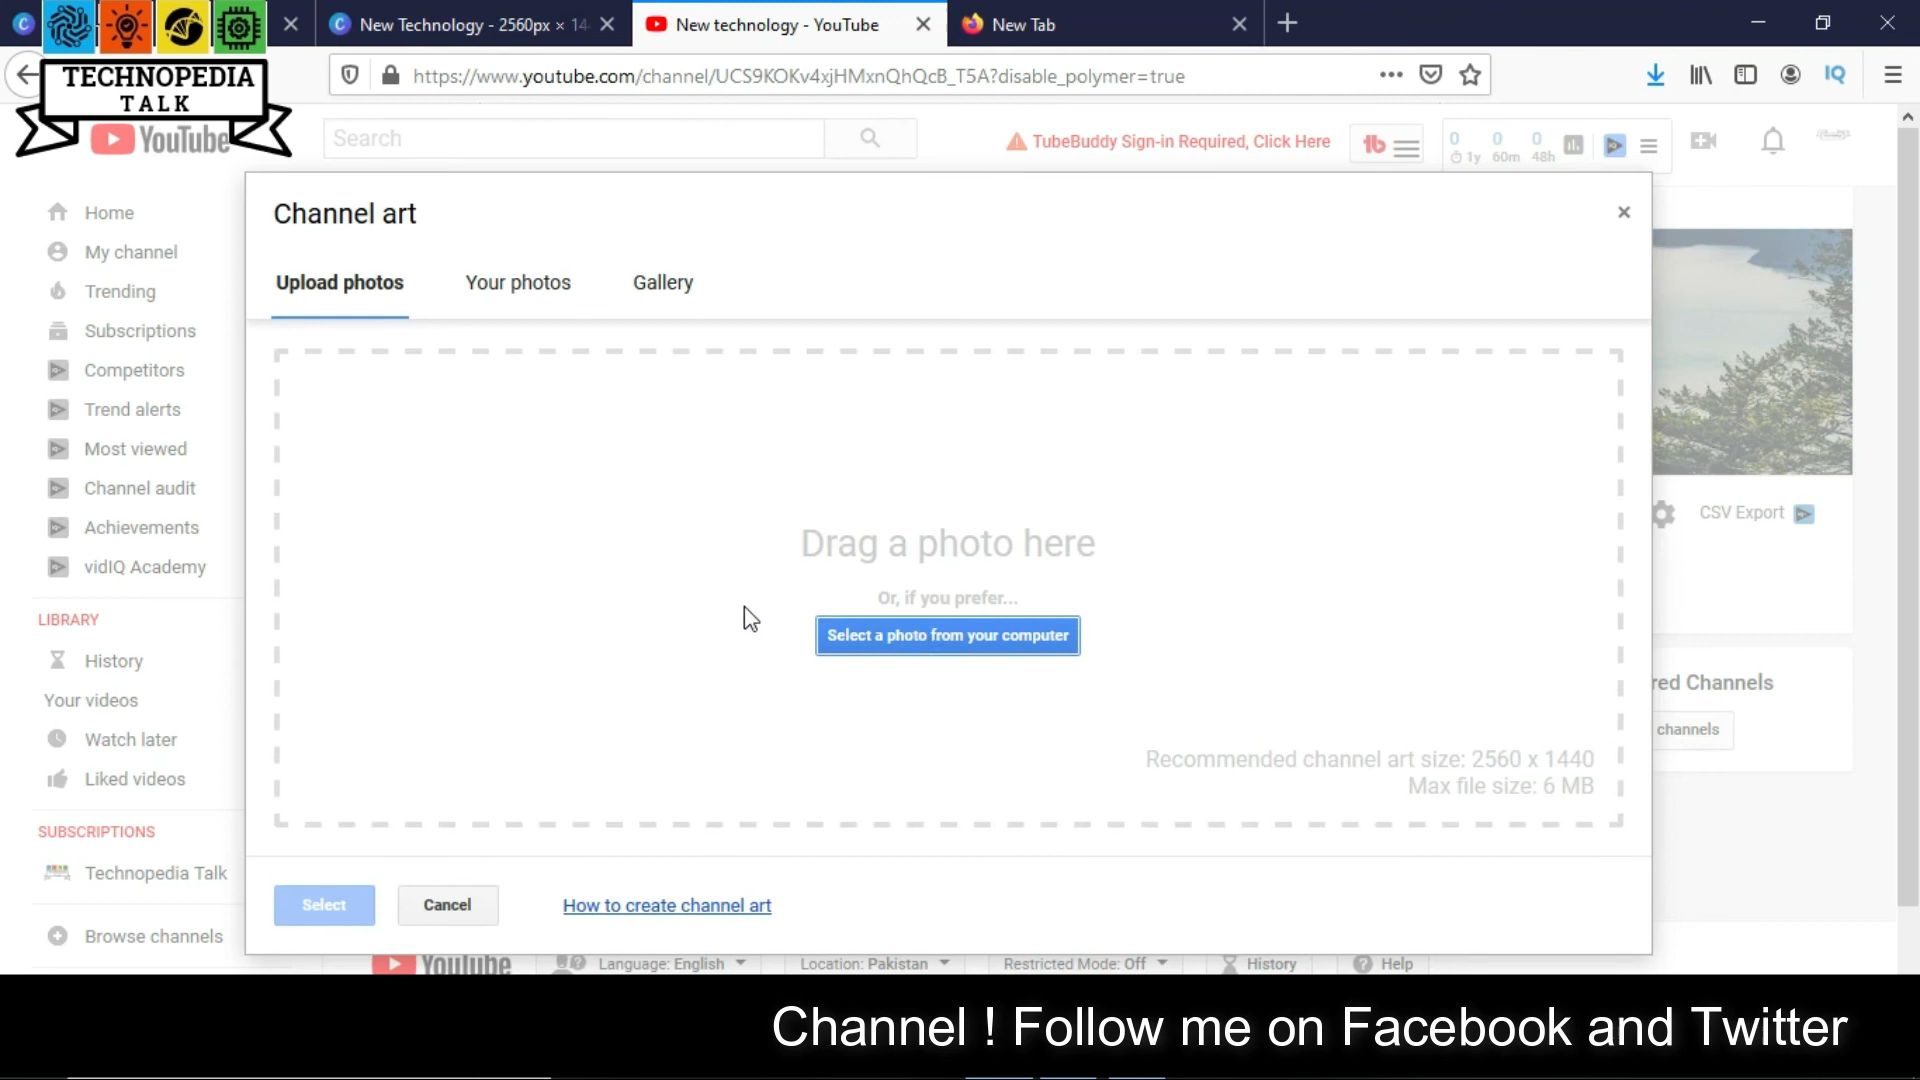 New Technology - 2560px × 14
New technology - YouTube
New Tab
TECHNOPEDIA
TALK
https://www.youtube.com/channel/UCS9KOKv4xjHMxnQhQcB_T5A?disable_polymer=true
YouTube
Search
TubeBuddy Sign-in Required, Click Here
0 0 0
1y 60m 48h
Home
My channel
Trending
Subscriptions
Competitors
Trend alerts
Most viewed
Channel audit
Achievements
vidIQ Academy
LIBRARY
History
Your videos
Watch later
Liked videos
SUBSCRIPTIONS
Technopedia Talk
Browse channels
Channel art
Upload photos
Your photos
Gallery
Drag a photo here
Or, if you prefer...
Select a photo from your computer
Recommended channel art size: 2560 x 1440
Max file size: 6 MB
Select
Cancel
How to create channel art
CSV Export
red Channels
channels
YouTube
Language: English
Location: Pakistan
Restricted Mode: Off
History
Help
Channel ! Follow me on Facebook and Twitter